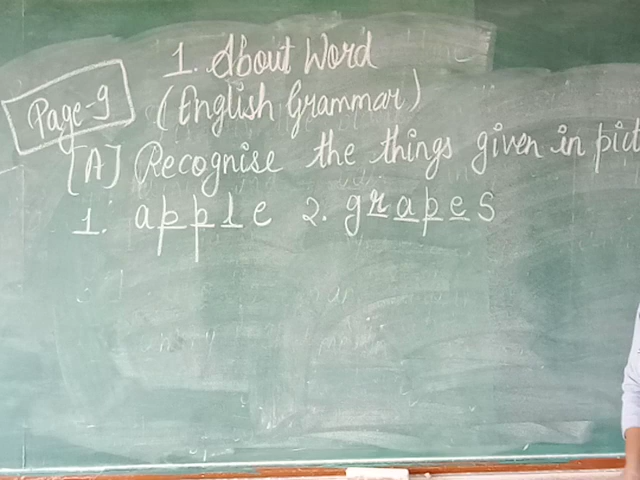 1. About Word
Page-9
(English Grammar)
[A] Recognise the things given in pict
1. apple 2. grapes